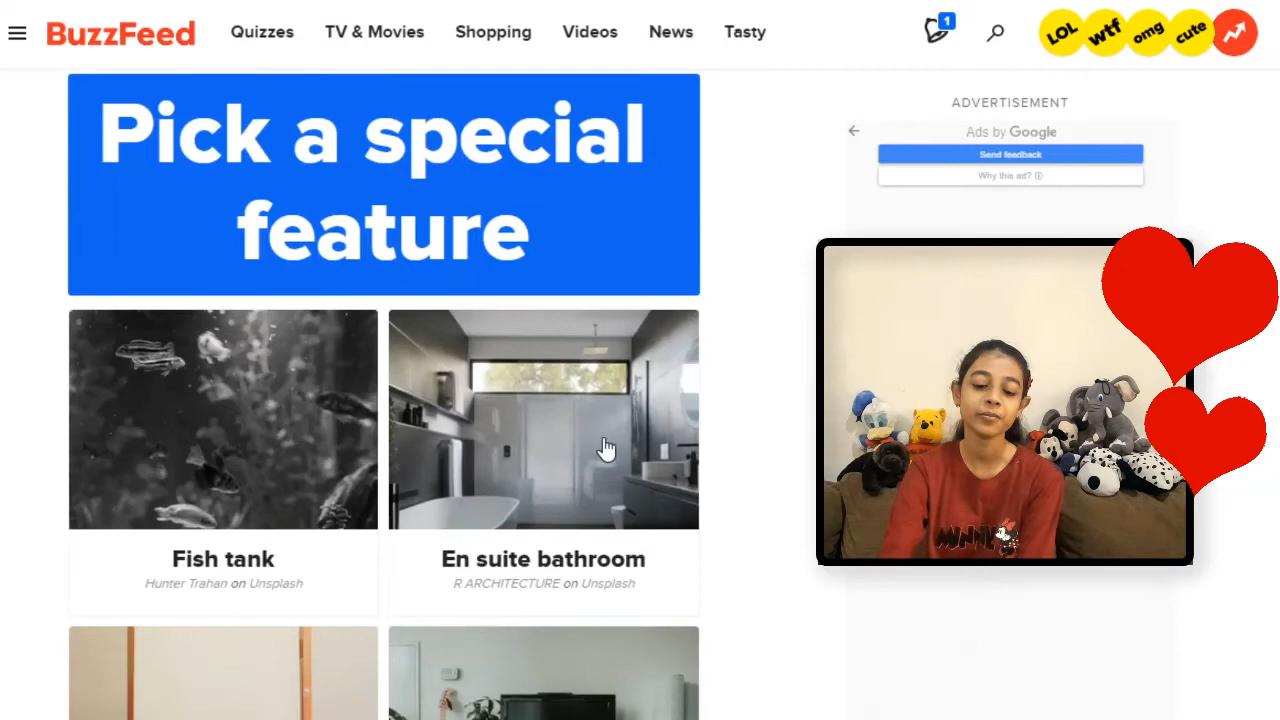 BuzzFeed
Quizzes
TV & Movies
Shopping
Videos
News
Tasty
1
LOL
wtf
omg
cute
Pick a special
feature
ADVERTISEMENT
Ads by Google
Send feedback
Why this ad?
Fish tank
Hunter Trahan on Unsplash
En suite bathroom
R ARCHITECTURE on Unsplash
MINNIE